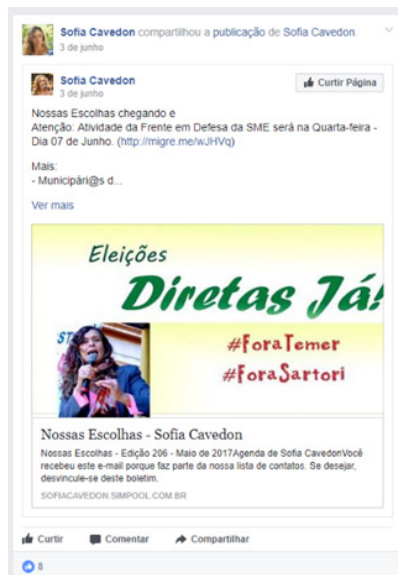 Sofia Cavedon compartilhou a publicação de Sofia Cavedon.
3 de junho
Sofia Cavedon
3 de junho
Curtir Página
Nossas Escolhas chegando e
Atenção: Atividade da Frente em Defesa da SME será na Quarta-feira -
Dia 07 de Junho. (http://migre.me/wJHVq)
Mais:
- Municipári@s d...
Ver mais
Eleições
Diretas Já!
ST
#ForaTemer
#ForaSartori
Nossas Escolhas - Sofia Cavedon
Nossas Escolhas - Edição 206 - Maio de 2017Agenda de Sofia CavedonVocê
recebeu este e-mail porque faz parte da nossa lista de contatos. Se desejar,
desvincule-se deste boletim.
SOFIACAVEDON.SIMPOOL.COM.BR
Curtir Comentar Compartilhar
8